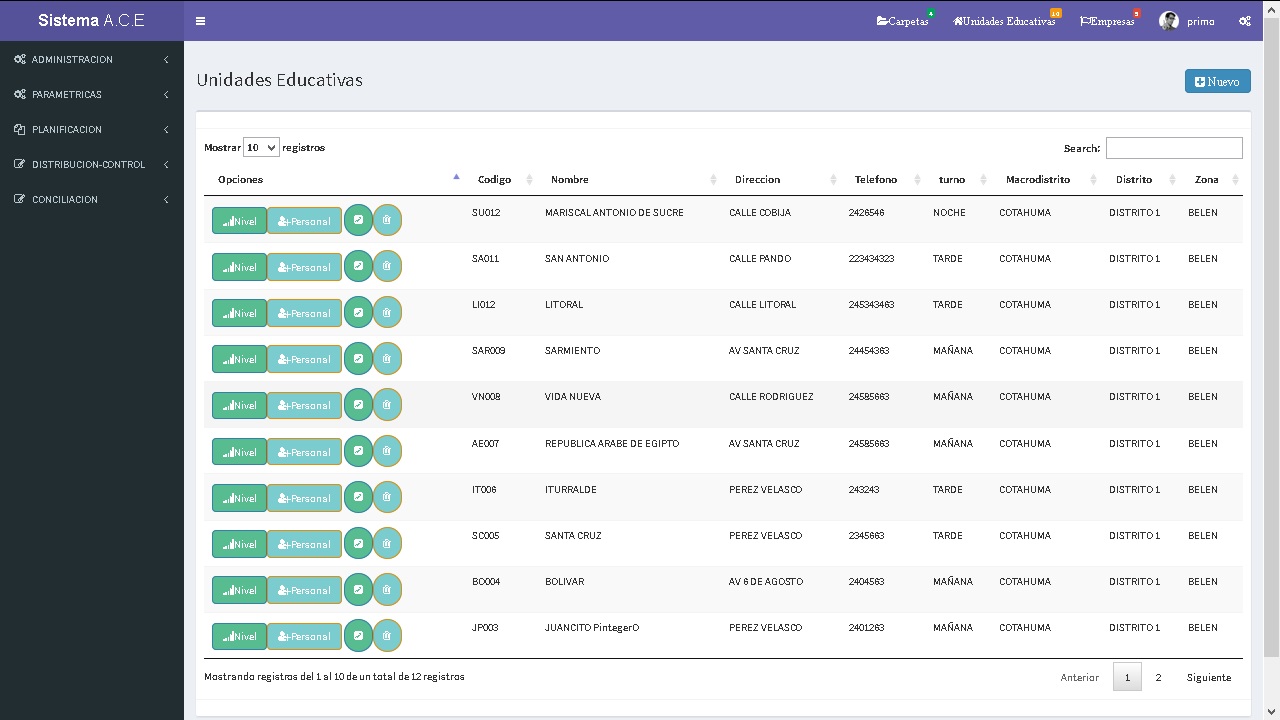 Sistema A.C.E
Carpetas 4 Unidades Educativas 10 Empresas 5 primo
ADMINISTRACION
PARAMETRICAS
PLANIFICACION
DISTRIBUCION-CONTROL
CONCILIACION
Unidades Educativas
Nuevo
Mostrar 10 registros
Search:
Opciones Codigo Nombre Direccion Telefono turno Macrodistrito Distrito Zona
Nivel Personal SU012 MARISCAL ANTONIO DE SUCRE CALLE COBIJA 2426546 NOCHE COTAHUMA DISTRITO 1 BELEN
Nivel Personal SA011 SAN ANTONIO CALLE PANDO 223434323 TARDE COTAHUMA DISTRITO 1 BELEN
Nivel Personal LI012 LITORAL CALLE LITORAL 245343463 TARDE COTAHUMA DISTRITO 1 BELEN
Nivel Personal SAR009 SARMIENTO AV SANTA CRUZ 24454363 MAÑANA COTAHUMA DISTRITO 1 BELEN
Nivel Personal VN008 VIDA NUEVA CALLE RODRIGUEZ 24585663 MAÑANA COTAHUMA DISTRITO 1 BELEN
Nivel Personal AE007 REPUBLICA ARABE DE EGIPTO AV SANTA CRUZ 24585663 MAÑANA COTAHUMA DISTRITO 1 BELEN
Nivel Personal IT006 ITURRALDE PEREZ VELASCO 243243 TARDE COTAHUMA DISTRITO 1 BELEN
Nivel Personal SC005 SANTA CRUZ PEREZ VELASCO 2345663 TARDE COTAHUMA DISTRITO 1 BELEN
Nivel Personal BO004 BOLIVAR AV 6 DE AGOSTO 2404563 MAÑANA COTAHUMA DISTRITO 1 BELEN
Nivel Personal JP003 JUANCITO PintegerO PEREZ VELASCO 2401263 MAÑANA COTAHUMA DISTRITO 1 BELEN
Mostrando registros del 1 al 10 de un total de 12 registros
Anterior 1 2 Siguiente